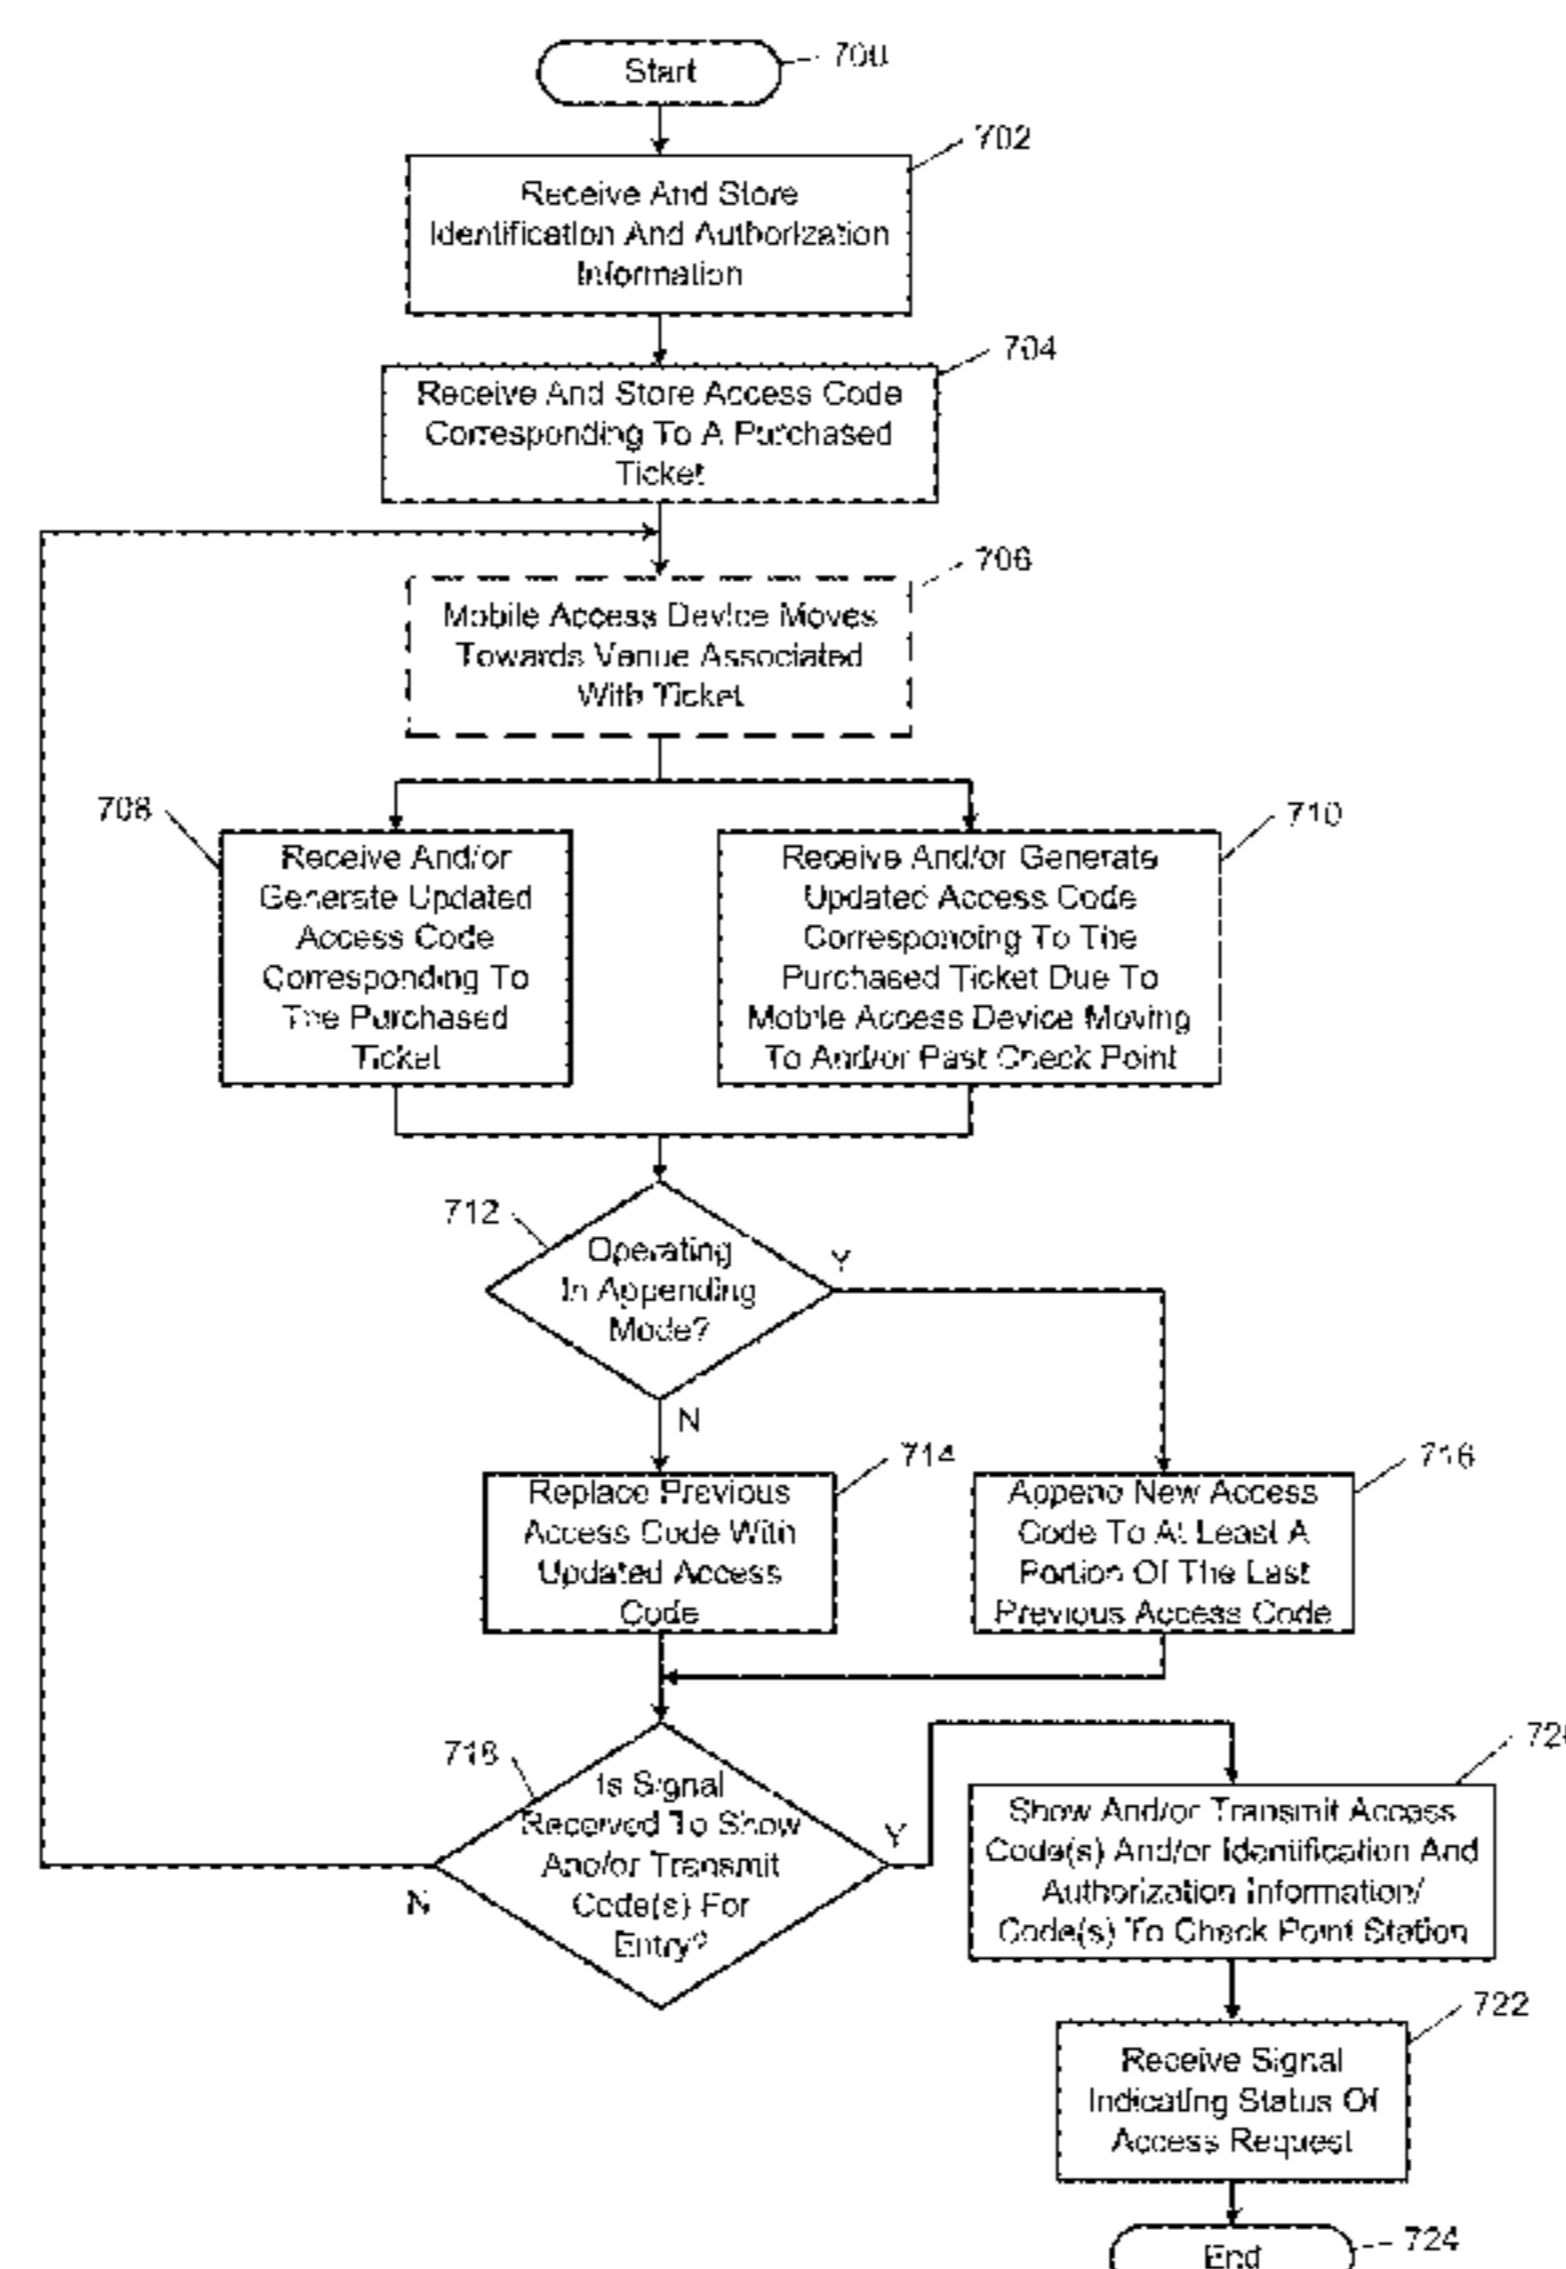 Start
700
702
Receive And Store
Identification And Authorization
Information
704
Receive And Store Access Code
Corresponding To A Purchased
Ticket
706
Mobile Access Device Moves
Towards Venue Associated
With Ticket
708
Receive And/or
Generate Updated
Access Code
Corresponding To
The Purchased
Ticket
710
Receive And/or Generate
Updated Access Code
Corresponding To The
Purchased Ticket Due To
Mobile Access Device Moving
To And/or Past Check Point
712
Operating
In Appending
Mode?
Y
N
714
Replace Previous
Access Code With
Updated Access
Code
716
Append New Access
Code To At Least A
Portion Of The Last
Previous Access Code
718
Is Signal
Received To Show
And/or Transmit
Code(s) For
Entry?
Y
N
Show And/or Transmit Access
Code(s) And/or Identification And
Authorization Information/
Code(s) To Check Point Station
722
Receive Signal
Indicating Status Of
Access Request
End
724